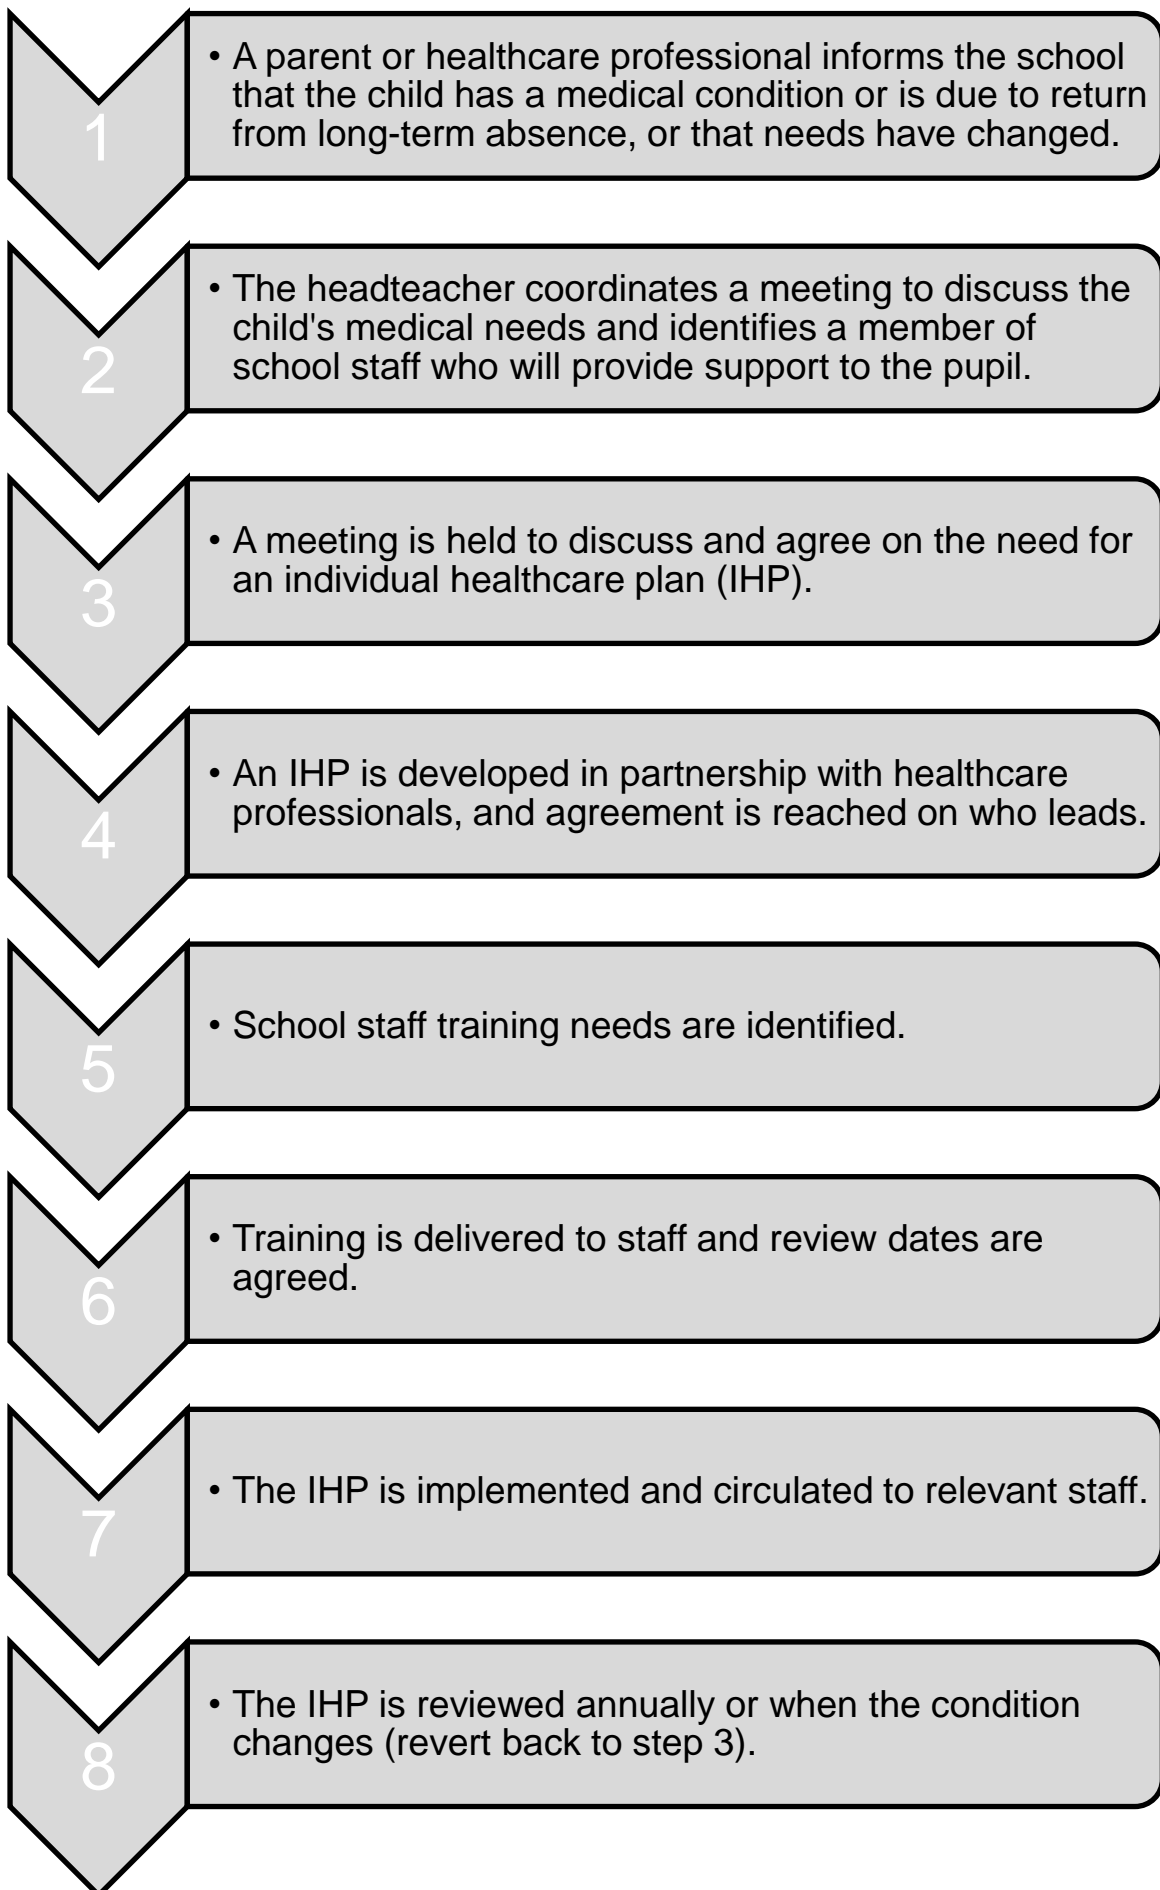 1
• A parent or healthcare professional informs the school
that the child has a medical condition or is due to return
from long-term absence, or that needs have changed.
2
• The headteacher coordinates a meeting to discuss the
child's medical needs and identifies a member of
school staff who will provide support to the pupil.
3
• A meeting is held to discuss and agree on the need for
an individual healthcare plan (IHP).
4
• An IHP is developed in partnership with healthcare
professionals, and agreement is reached on who leads.
5
• School staff training needs are identified.
6
• Training is delivered to staff and review dates are
agreed.
7
• The IHP is implemented and circulated to relevant staff.
8
• The IHP is reviewed annually or when the condition
changes (revert back to step 3).